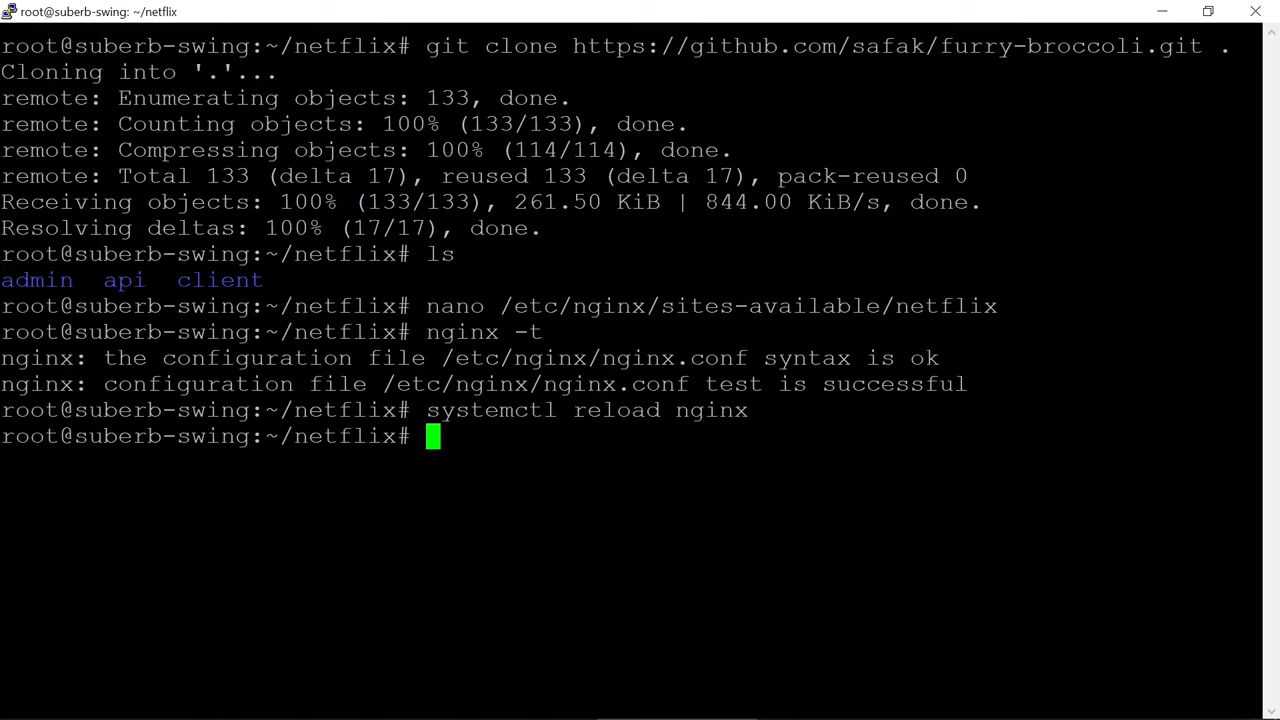 root@suberb-swing: ~/netflix
root@suberb-swing:~/netflix# git clone https://github.com/safak/furry-broccoli.git .
Cloning into '.'...
remote: Enumerating objects: 133, done.
remote: Counting objects: 100% (133/133), done.
remote: Compressing objects: 100% (114/114), done.
remote: Total 133 (delta 17), reused 133 (delta 17), pack-reused 0
Receiving objects: 100% (133/133), 261.50 KiB | 844.00 KiB/s, done.
Resolving deltas: 100% (17/17), done.
root@suberb-swing:~/netflix# ls
admin  api  client
root@suberb-swing:~/netflix# nano /etc/nginx/sites-available/netflix
root@suberb-swing:~/netflix# nginx -t
nginx: the configuration file /etc/nginx/nginx.conf syntax is ok
nginx: configuration file /etc/nginx/nginx.conf test is successful
root@suberb-swing:~/netflix# systemctl reload nginx
root@suberb-swing:~/netflix#